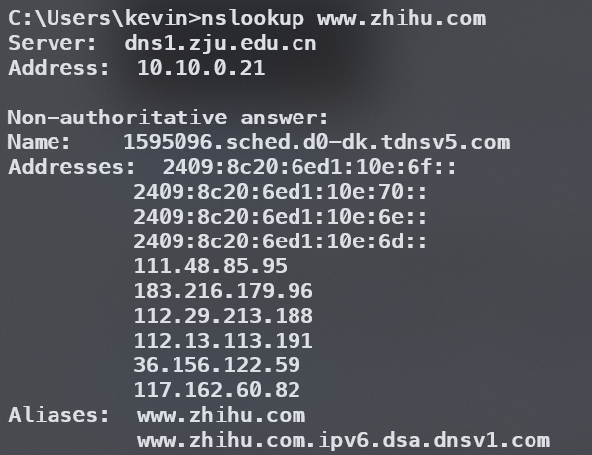 C:\Users\kevin>nslookup www.zhihu.com
Server:  dns1.zju.edu.cn
Address:  10.10.0.21

Non-authoritative answer:
Name:    1595096.sched.d0-dk.tdnsv5.com
Addresses:  2409:8c20:6ed1:10e:6f::
          2409:8c20:6ed1:10e:70::
          2409:8c20:6ed1:10e:6e::
          2409:8c20:6ed1:10e:6d::
          111.48.85.95
          183.216.179.96
          112.29.213.188
          112.13.113.191
          36.156.122.59
          117.162.60.82
Aliases:  www.zhihu.com
          www.zhihu.com.ipv6.dsa.dnsv1.com